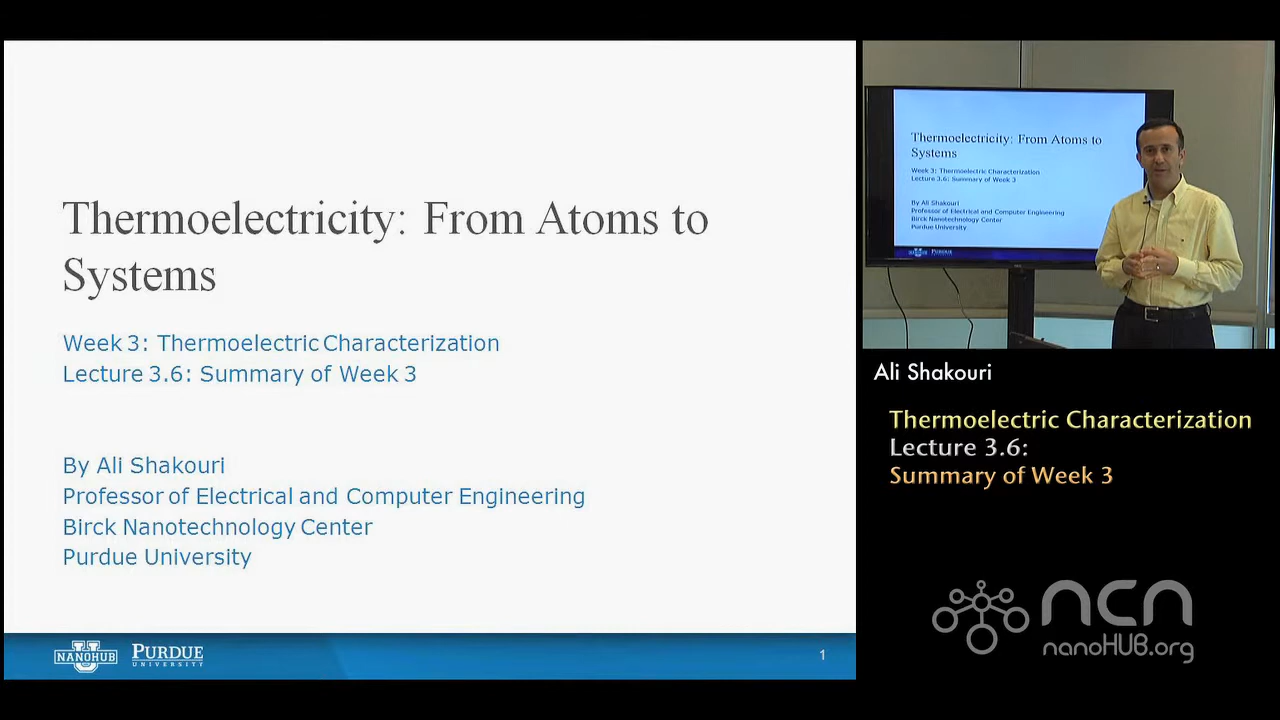 Thermoelectricity: From Atoms to
Systems
Week 3: Thermoelectric Characterization
Lecture 3.6: Summary of Week 3
By Ali Shakouri
Professor of Electrical and Computer Engineering
Birck Nanotechnology Center
Purdue University
U
NANOHUB
PURDUE
UNIVERSITY
1
Thermoelectricity: From Atoms to
Systems
Week 3: Thermoelectric Characterization
Lecture 3.6: Summary of Week 3
By Ali Shakouri
Professor of Electrical and Computer Engineering
Birck Nanotechnology Center
Purdue University
PURDUE
Ali Shakouri
Thermoelectric Characterization
Lecture 3.6:
Summary of Week 3
ncn
nanoHUB.org